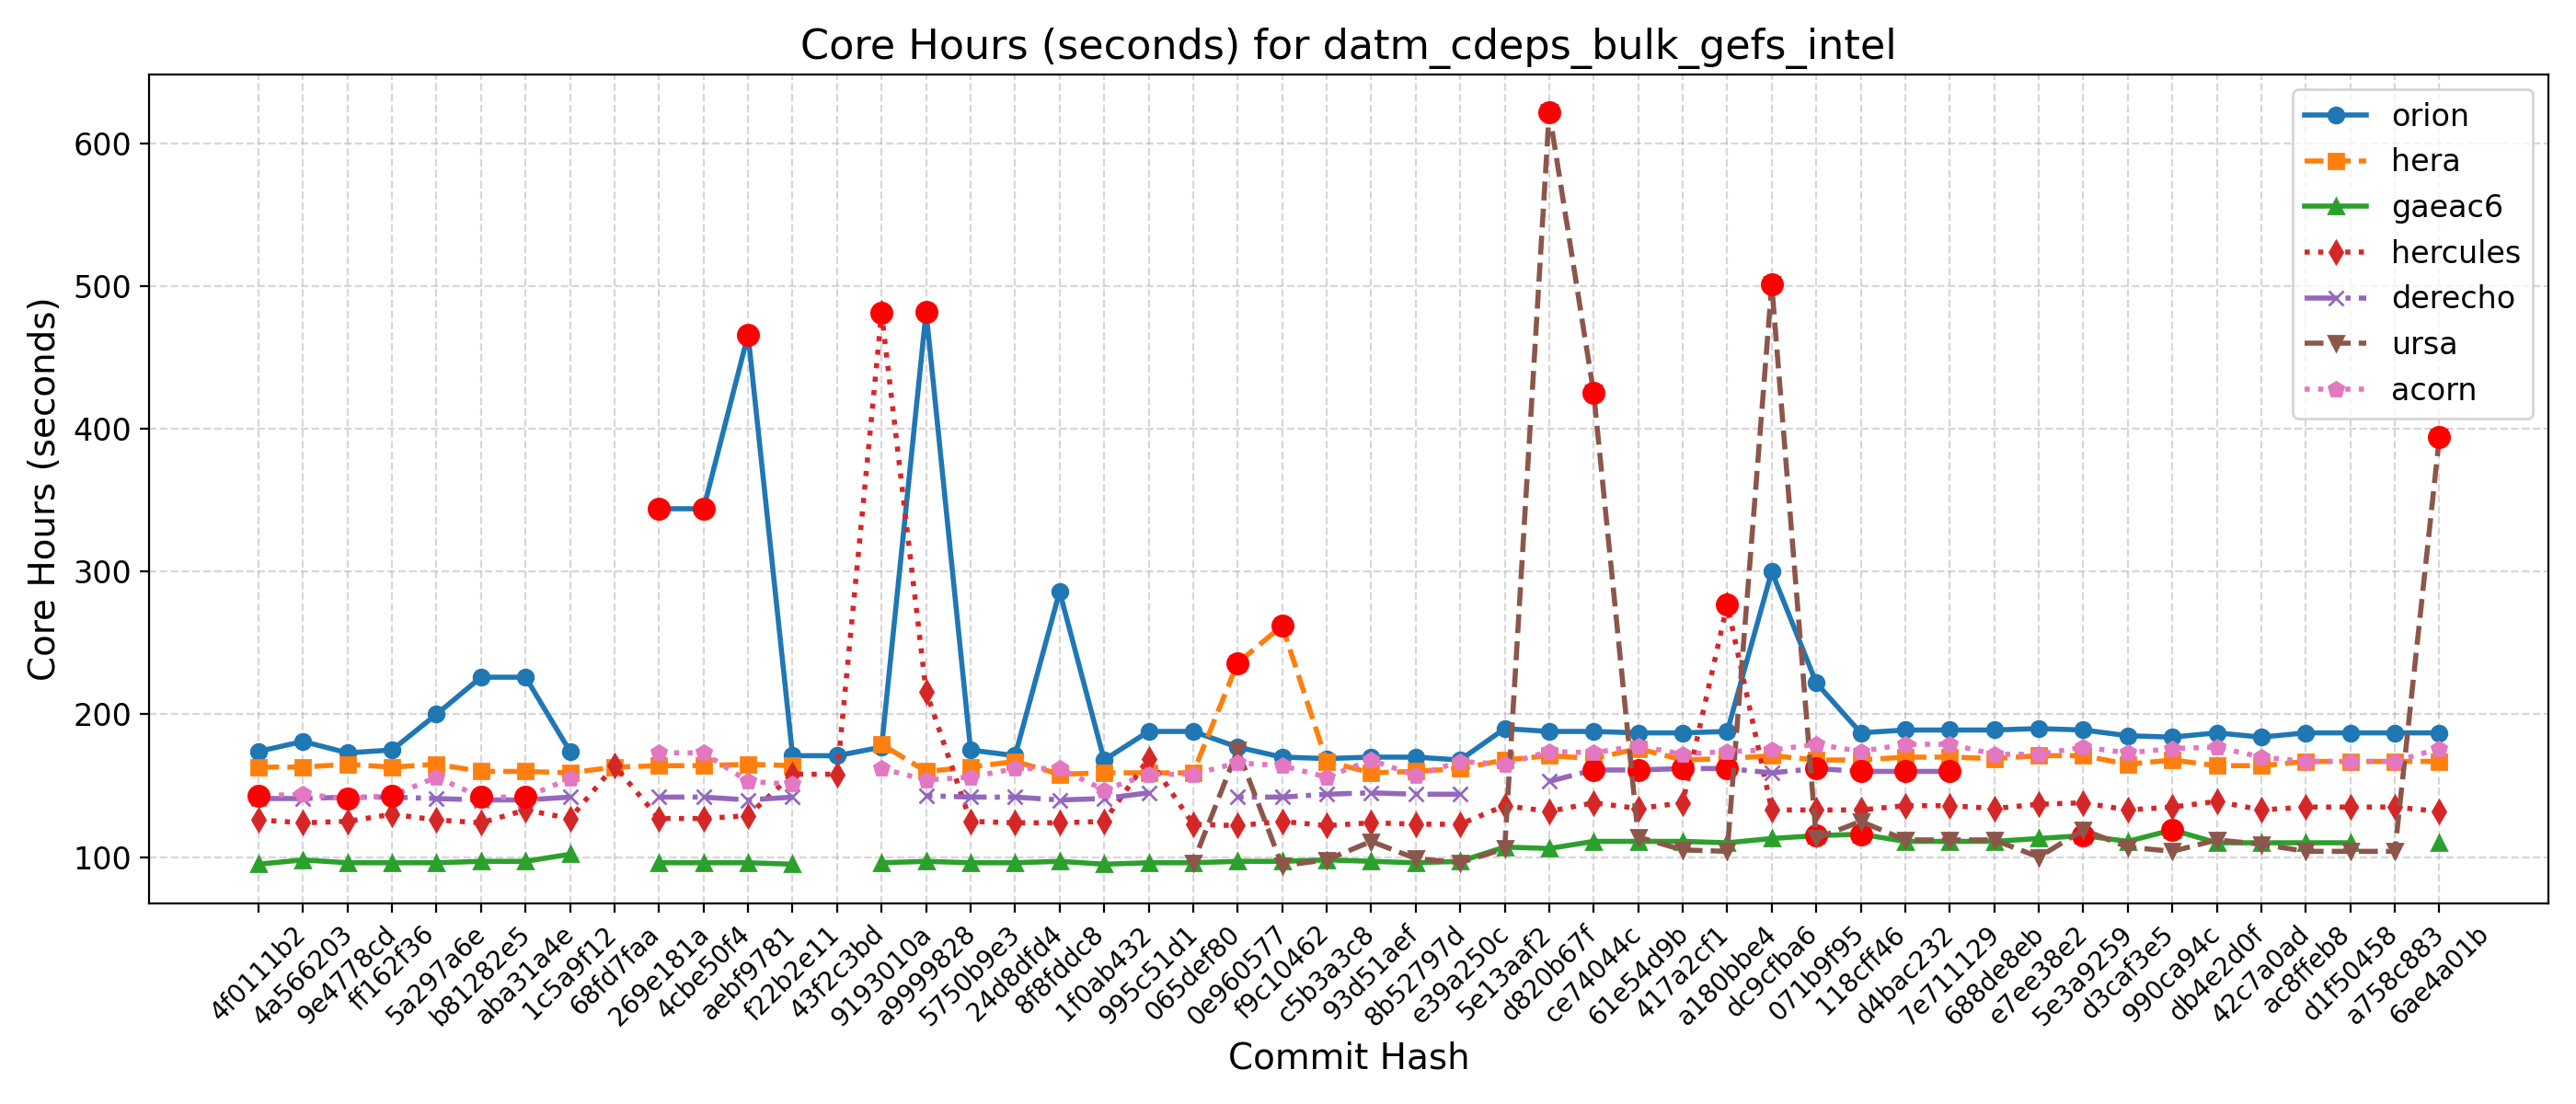 Core Hours (seconds) for datm_cdeps_bulk_gefs_intel
Core Hours (seconds)
600
500
400
300
200
100
orion
hera
gaeac6
hercules
derecho
ursa
acorn
4f0111b2
4a566203
9e4778cd
ff162f36
5a297a6e
b81282e5
aba31a4e
1c5a9f12
68fd7faa
269e181a
4cbe50f4
aebf9781
f22b2e11
43f2c3bd
9193010a
a9999828
5750b9e3
24d8dfd4
8f8fddc8
1f0ab432
995c51d1
065def80
0e960577
f9c10462
c5b3a3c8
93d51aef
8b52797d
e39a250c
5e13aaf2
d820b67f
ce74044c
61e54d9b
417a2cf1
a180bbe4
dc9cfba6
071b9f95
118cff46
d4bac232
7e711129
688de8eb
e7ee38e2
5e3a9259
d3caf3e5
990ca94c
db4e2d0f
42c7a0ad
ac8ffeb8
d1f50458
a758c883
6ae4a01b
Commit Hash